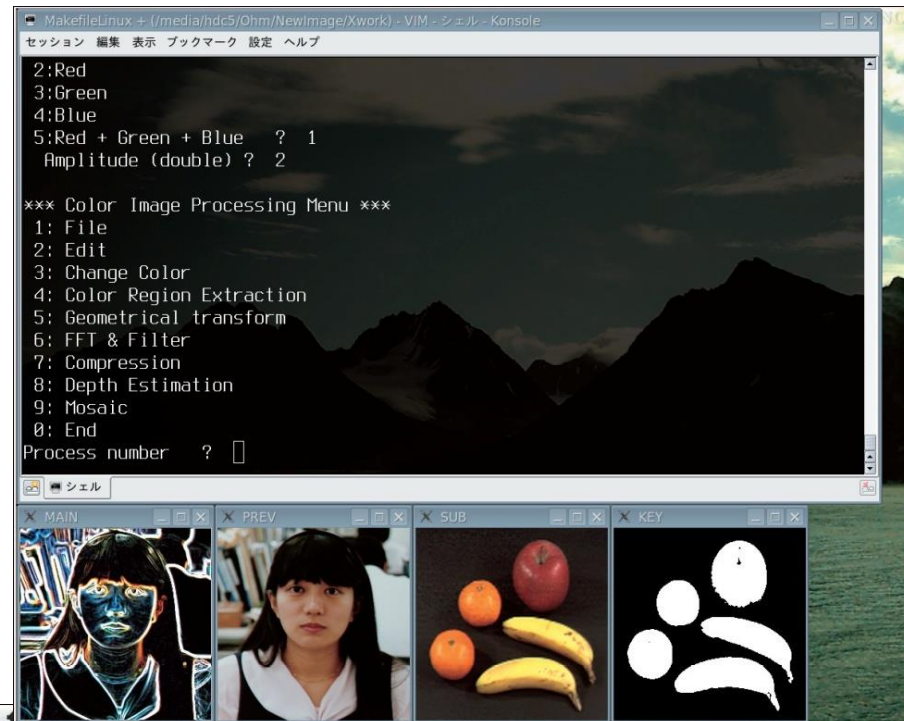 MakefileLinux + (/media/hdc5/Ohm/NewImage/Xwork) - VIM - シェル - Konsole
セッション 編集 表示 ブックマーク 設定 ヘルプ
2:Red
3:Green
4:Blue
5:Red + Green + Blue ? 1
Amplitude (double) ? 2
*** Color Image Processing Menu ***
1: File
2: Edit
3: Change Color
4: Color Region Extraction
5: Geometrical transform
6: FFT & Filter
7: Compression
8: Depth Estimation
9: Mosaic
0: End
Process number ?
シェル
MAIN
PREV
SUB
KEY